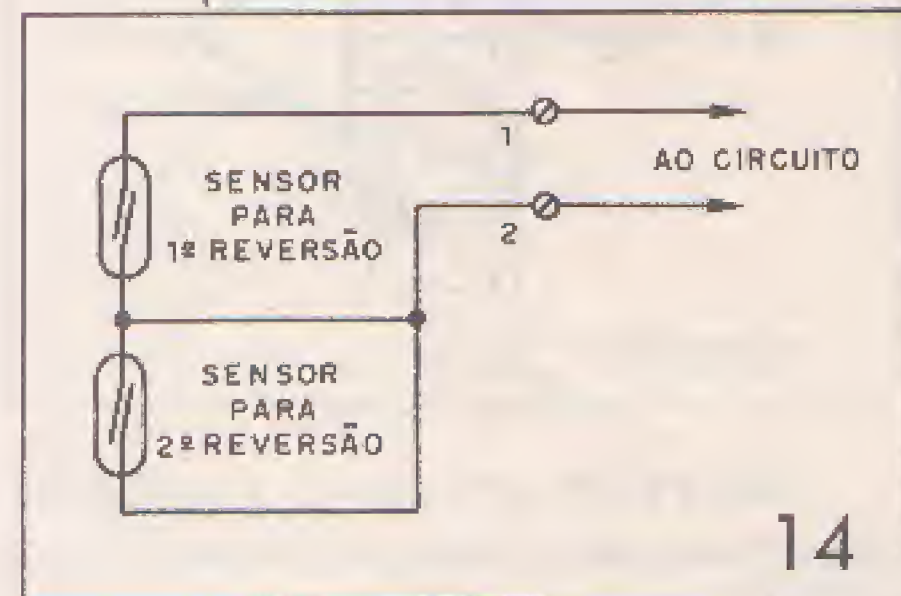 1
AO CIRCUITO
SENSOR
PARA
1ª REVERSÃO
2
SENSOR
PARA
2ª REVERSÃO
14